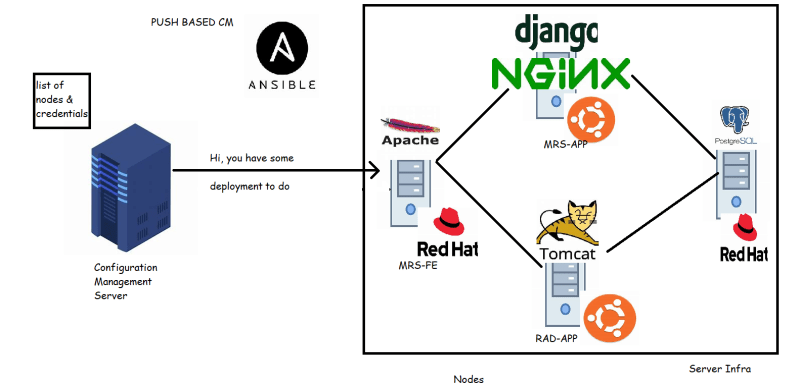 PUSH BASED CM
ANSIBLE
list of
nodes &
credentials
Hi, you have some
deployment to do
Configuration
Management
Server
django
NGINX
MRS-APP
Apache
Red Hat
MRS-FE
Tomcat
RAD-APP
PostgreSQL
Red Hat
Nodes
Server Infra